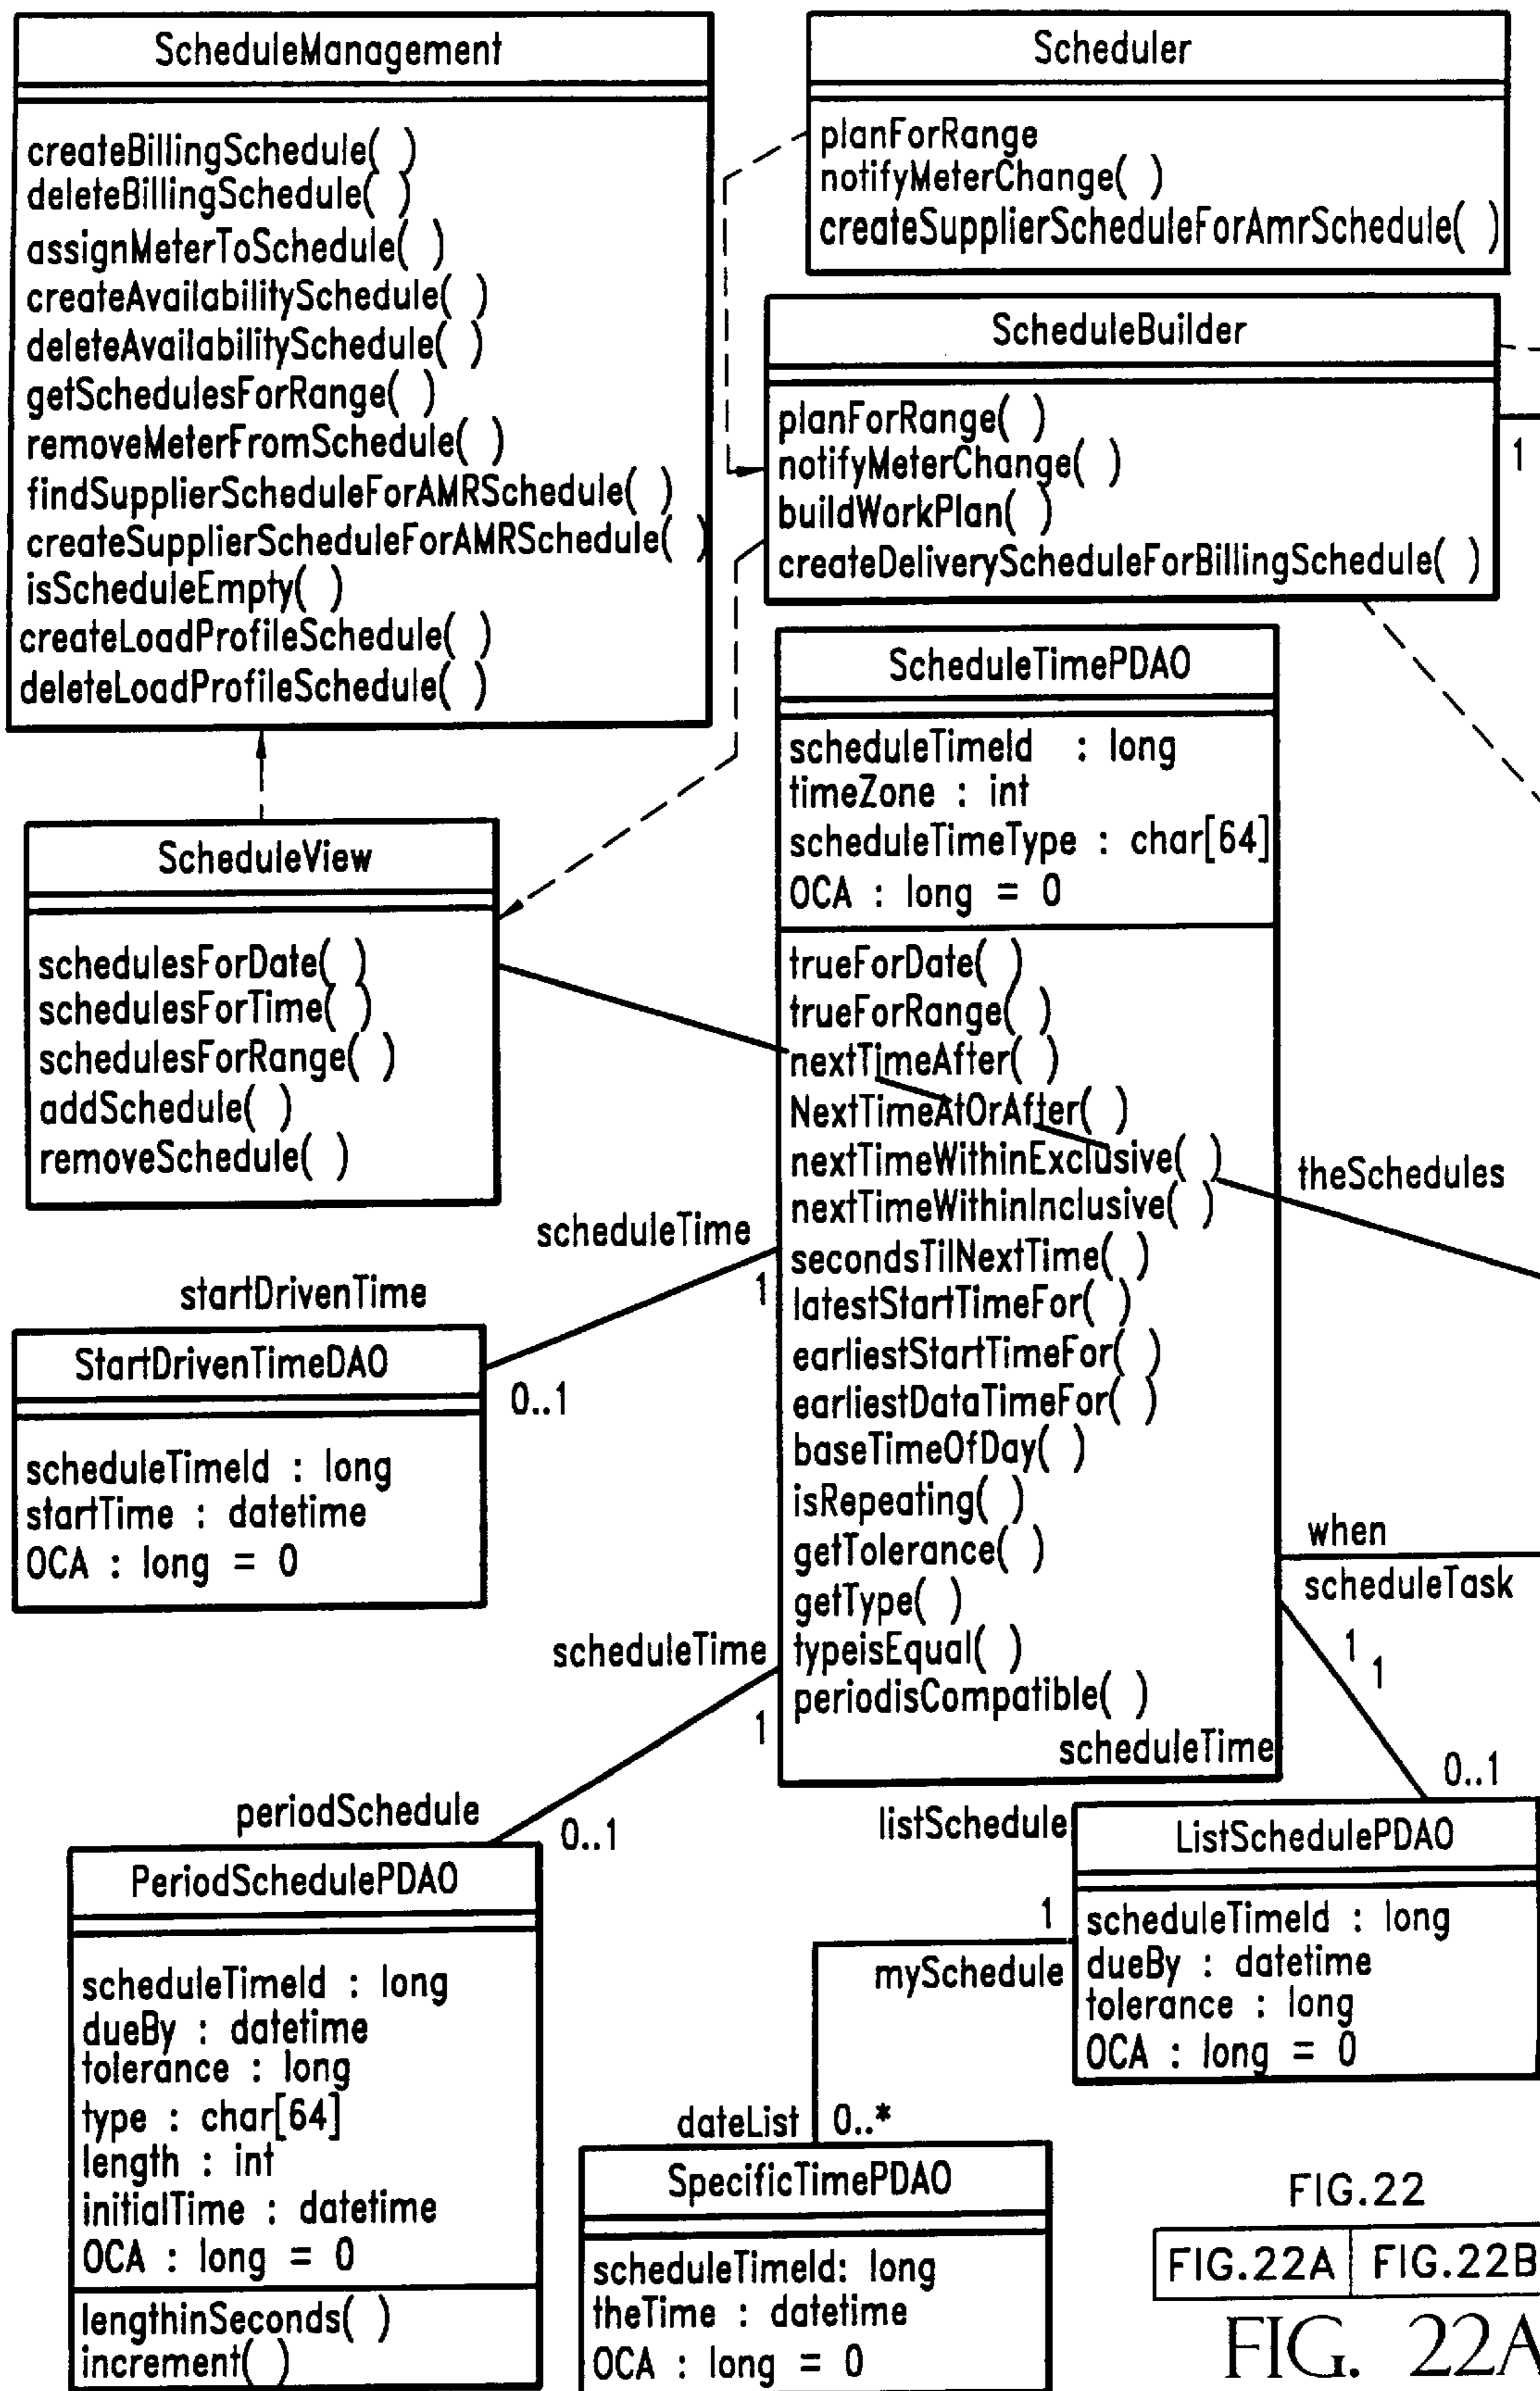 ScheduleManagement
createBillingSchedule( )
deleteBillingSchedule( )
assignMeterToSchedule( )
createAvailabilitySchedule( )
deleteAvailabilitySchedule( )
getSchedulesForRange( )
removeMeterFromSchedule( )
findSupplierScheduleForAMRSchedule( )
createSupplierScheduleForAMRSchedule( )
isScheduleEmpty( )
createLoadProfileSchedule( )
deleteLoadProfileSchedule( )
Scheduler
planForRange
notifyMeterChange( )
createSupplierScheduleForAmrSchedule( )
ScheduleBuilder
planForRange( )
notifyMeterChange( )
buildWorkPlan( )
createDeliveryScheduleForBillingSchedule( )
1
ScheduleView
schedulesForDate( )
schedulesForTime( )
schedulesForRange( )
addSchedule( )
removeSchedule( )
ScheduleTimePDAO
scheduleTimeId : long
timeZone : int
scheduleTimeType : char[64]
OCA : long = 0
trueForDate( )
trueForRange( )
nextTimeAfter( )
NextTimeAtOrAfter( )
nextTimeWithinExclusive( )
nextTimeWithinInclusive( )
secondsTilNextTime( )
latestStartTimeFor( )
earliestStartTimeFor( )
earliestDataTimeFor( )
baseTimeOfDay( )
isRepeating( )
getTolerance( )
getType( )
typeisEqual( )
periodisCompatible( )
scheduleTime
theSchedules
scheduleTime
1
startDrivenTime
StartDrivenTimeDAO
0..1
scheduleTimeId : long
startTime : datetime
OCA : long = 0
when
scheduleTask
1
1
scheduleTime
1
0..1
periodSchedule
0..1
PeriodSchedulePDAO
scheduleTimeId : long
dueBy : datetime
tolerance : long
type : char[64]
length : int
initialTime : datetime
OCA : long = 0
lengthinSeconds( )
increment( )
listSchedule
ListSchedulePDAO
scheduleTimeId : long
dueBy : datetime
tolerance : long
OCA : long = 0
1
mySchedule
dateList
0..*
SpecificTimePDAO
scheduleTimeId: long
theTime : datetime
OCA : long = 0
FIG.22
FIG.22A FIG.22B
FIG. 22A